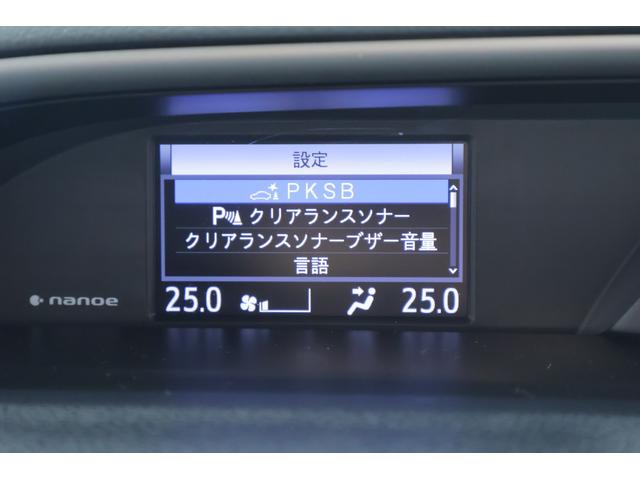 設定
PKSB
P クリアランスソナー
クリアランスソナーブザー音量
言語
nanoe
25.0 25.0